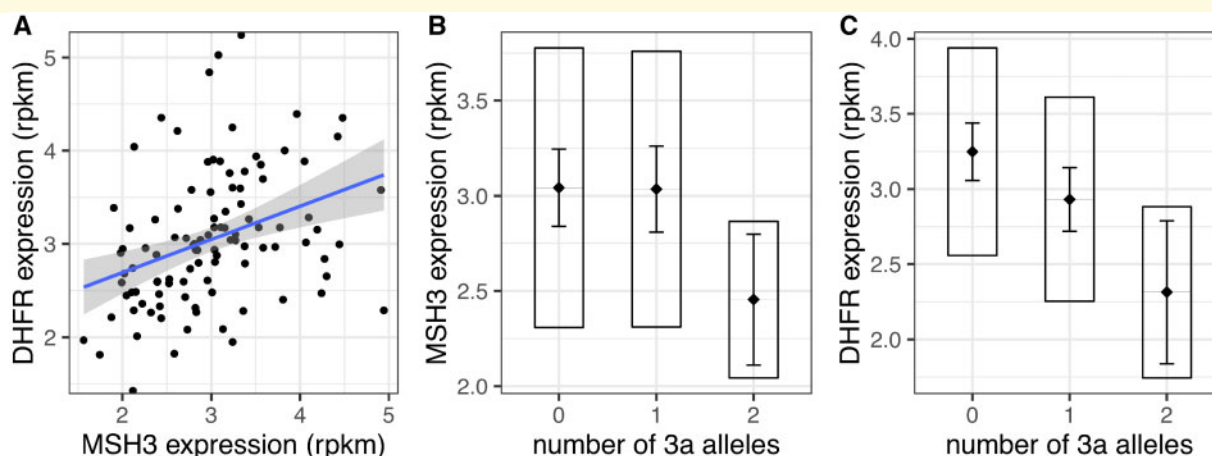 A
DHFR expression (rpkm)
5
4
3
2
2 3 4 5
MSH3 expression (rpkm)
B
MSH3 expression (rpkm)
3.5
3.0
2.5
2.0
0 1 2
number of 3a alleles
C
DHFR expression (rpkm)
4.0
3.5
3.0
2.5
2.0
0 1 2
number of 3a alleles